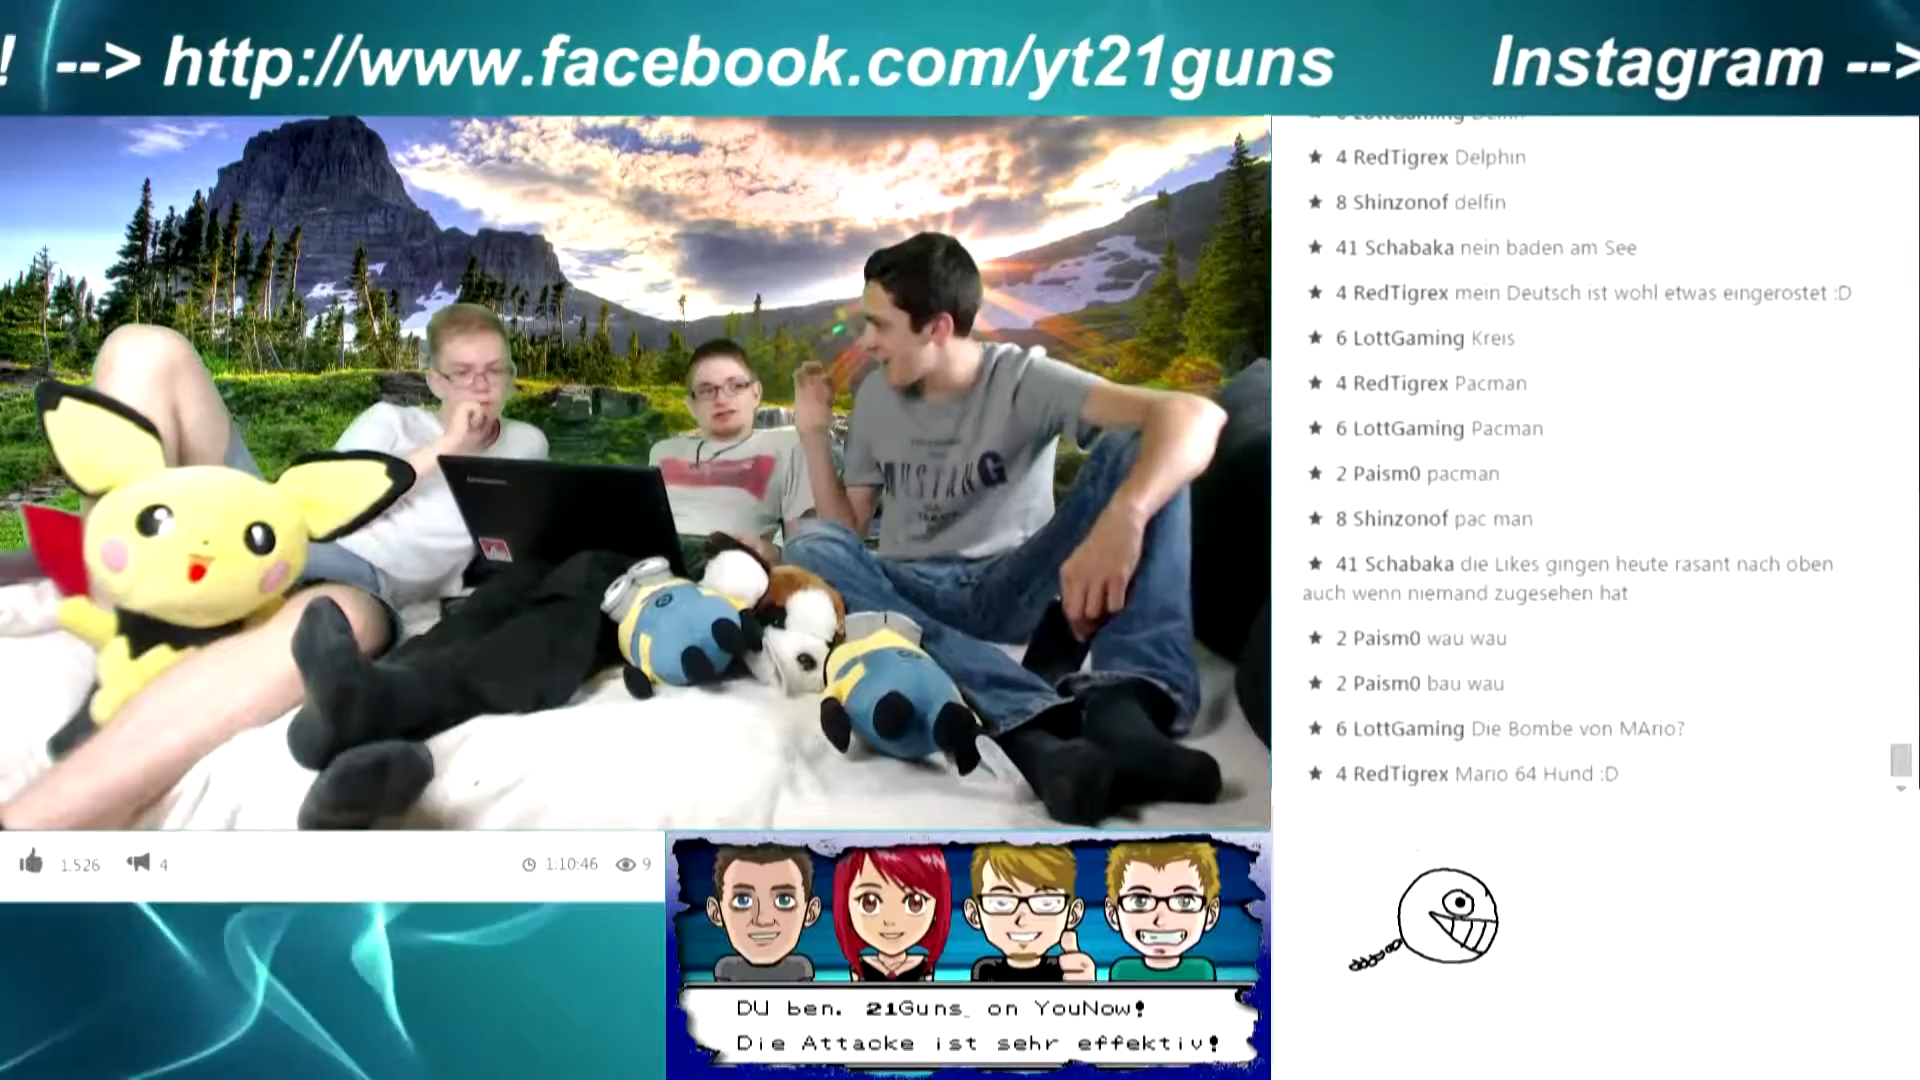 ! --> http://www.facebook.com/yt21guns Instagram -->
★ 4 RedTigrex Delphin
★ 8 Shinzonof delfin
★ 41 Schabaka nein baden am See
★ 4 RedTigrex mein Deutsch ist wohl etwas eingerostet :D
★ 6 LottGaming Kreis
★ 4 RedTigrex Pacman
★ 6 LottGaming Pacman
★ 2 Paism0 pacman
★ 8 Shinzonof pac man
★ 41 Schabaka die Likes gingen heute rasant nach oben
auch wenn niemand zugesehen hat
★ 2 Paism0 wau wau
★ 2 Paism0 bau wau
★ 6 LottGaming Die Bombe von MArio?
★ 4 RedTigrex Mario 64 Hund :D
MUSTANG
1.526 4 1:10:46 9
DU ben. 21Guns_ on YouNow!
Die Attacke ist sehr effektiv!